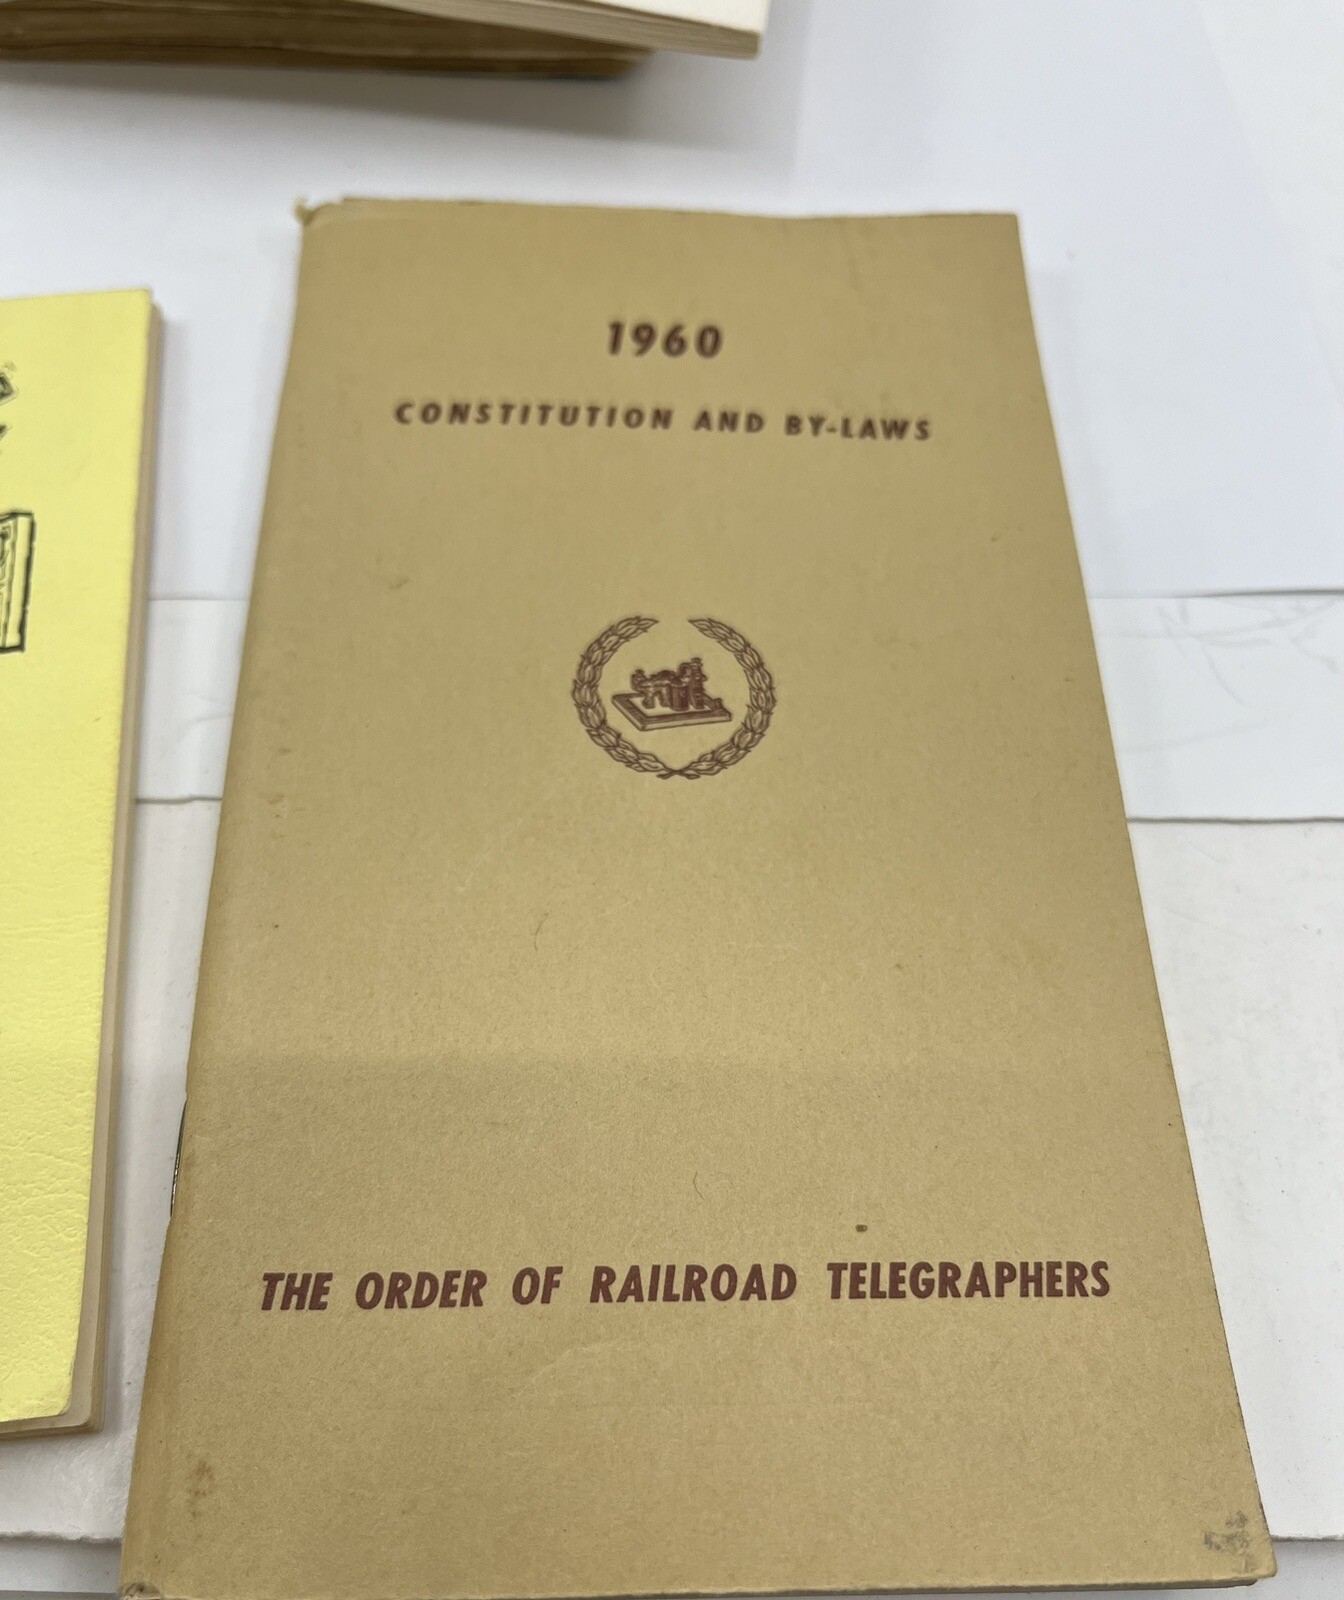 1960
CONSTITUTION AND BY-LAWS
THE ORDER OF RAILROAD TELEGRAPHERS